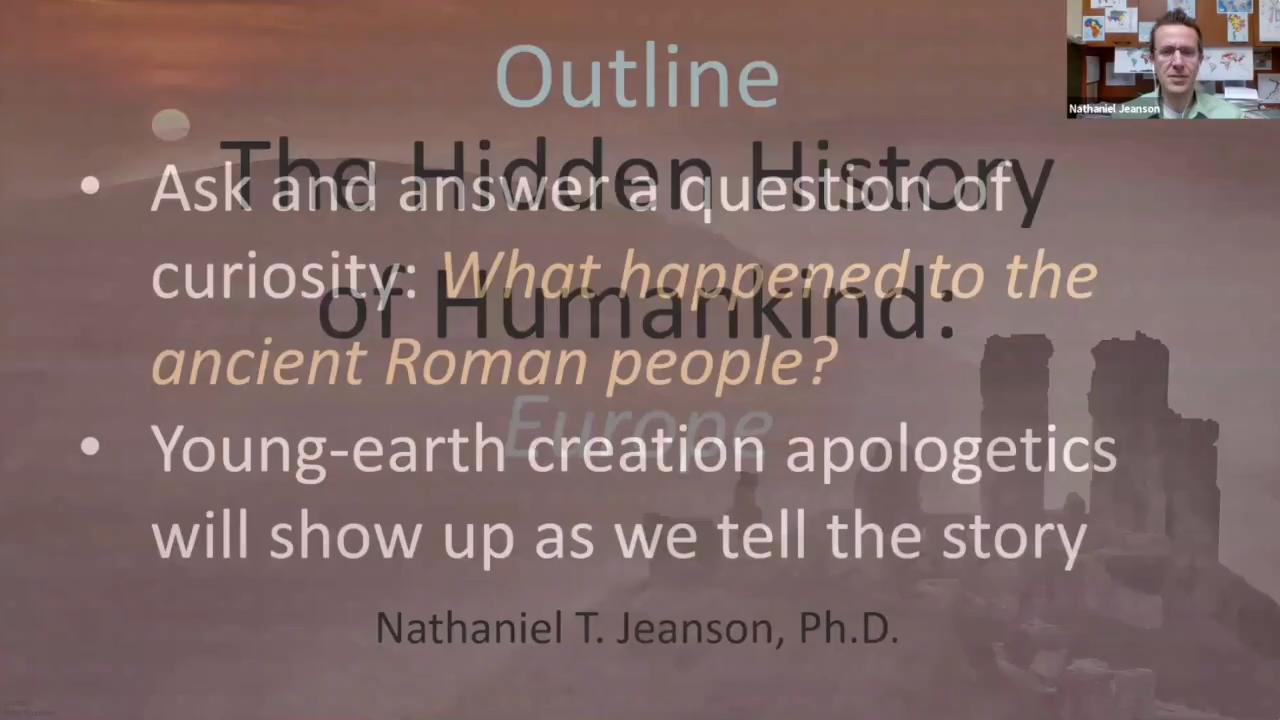 Outline
Nathaniel Jeanson
The Hidden History
• Ask and answer a question of
curiosity: What happened to the
of Humankind:
ancient Roman people?
Europe
• Young-earth creation apologetics
will show up as we tell the story
Nathaniel T. Jeanson, Ph.D.